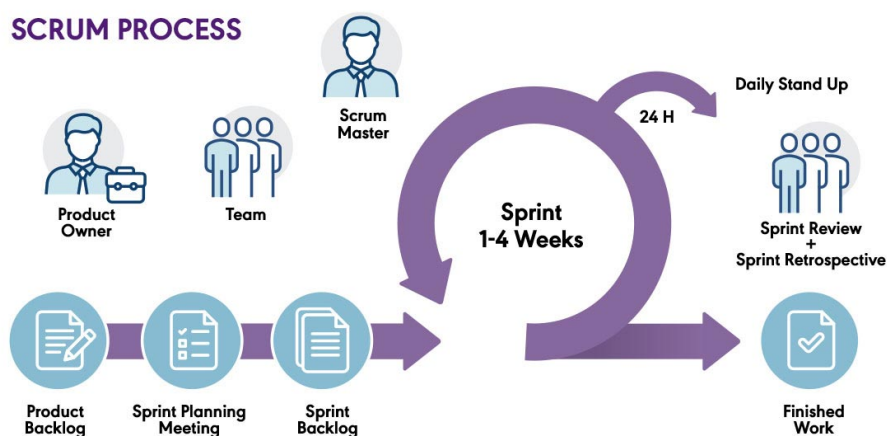 SCRUM PROCESS
Scrum
Master
Product
Owner
Team
Daily Stand Up
24 H
Sprint
1-4 Weeks
Sprint Review
+
Sprint Retrospective
Product
Backlog
Sprint Planning
Meeting
Sprint
Backlog
Finished
Work